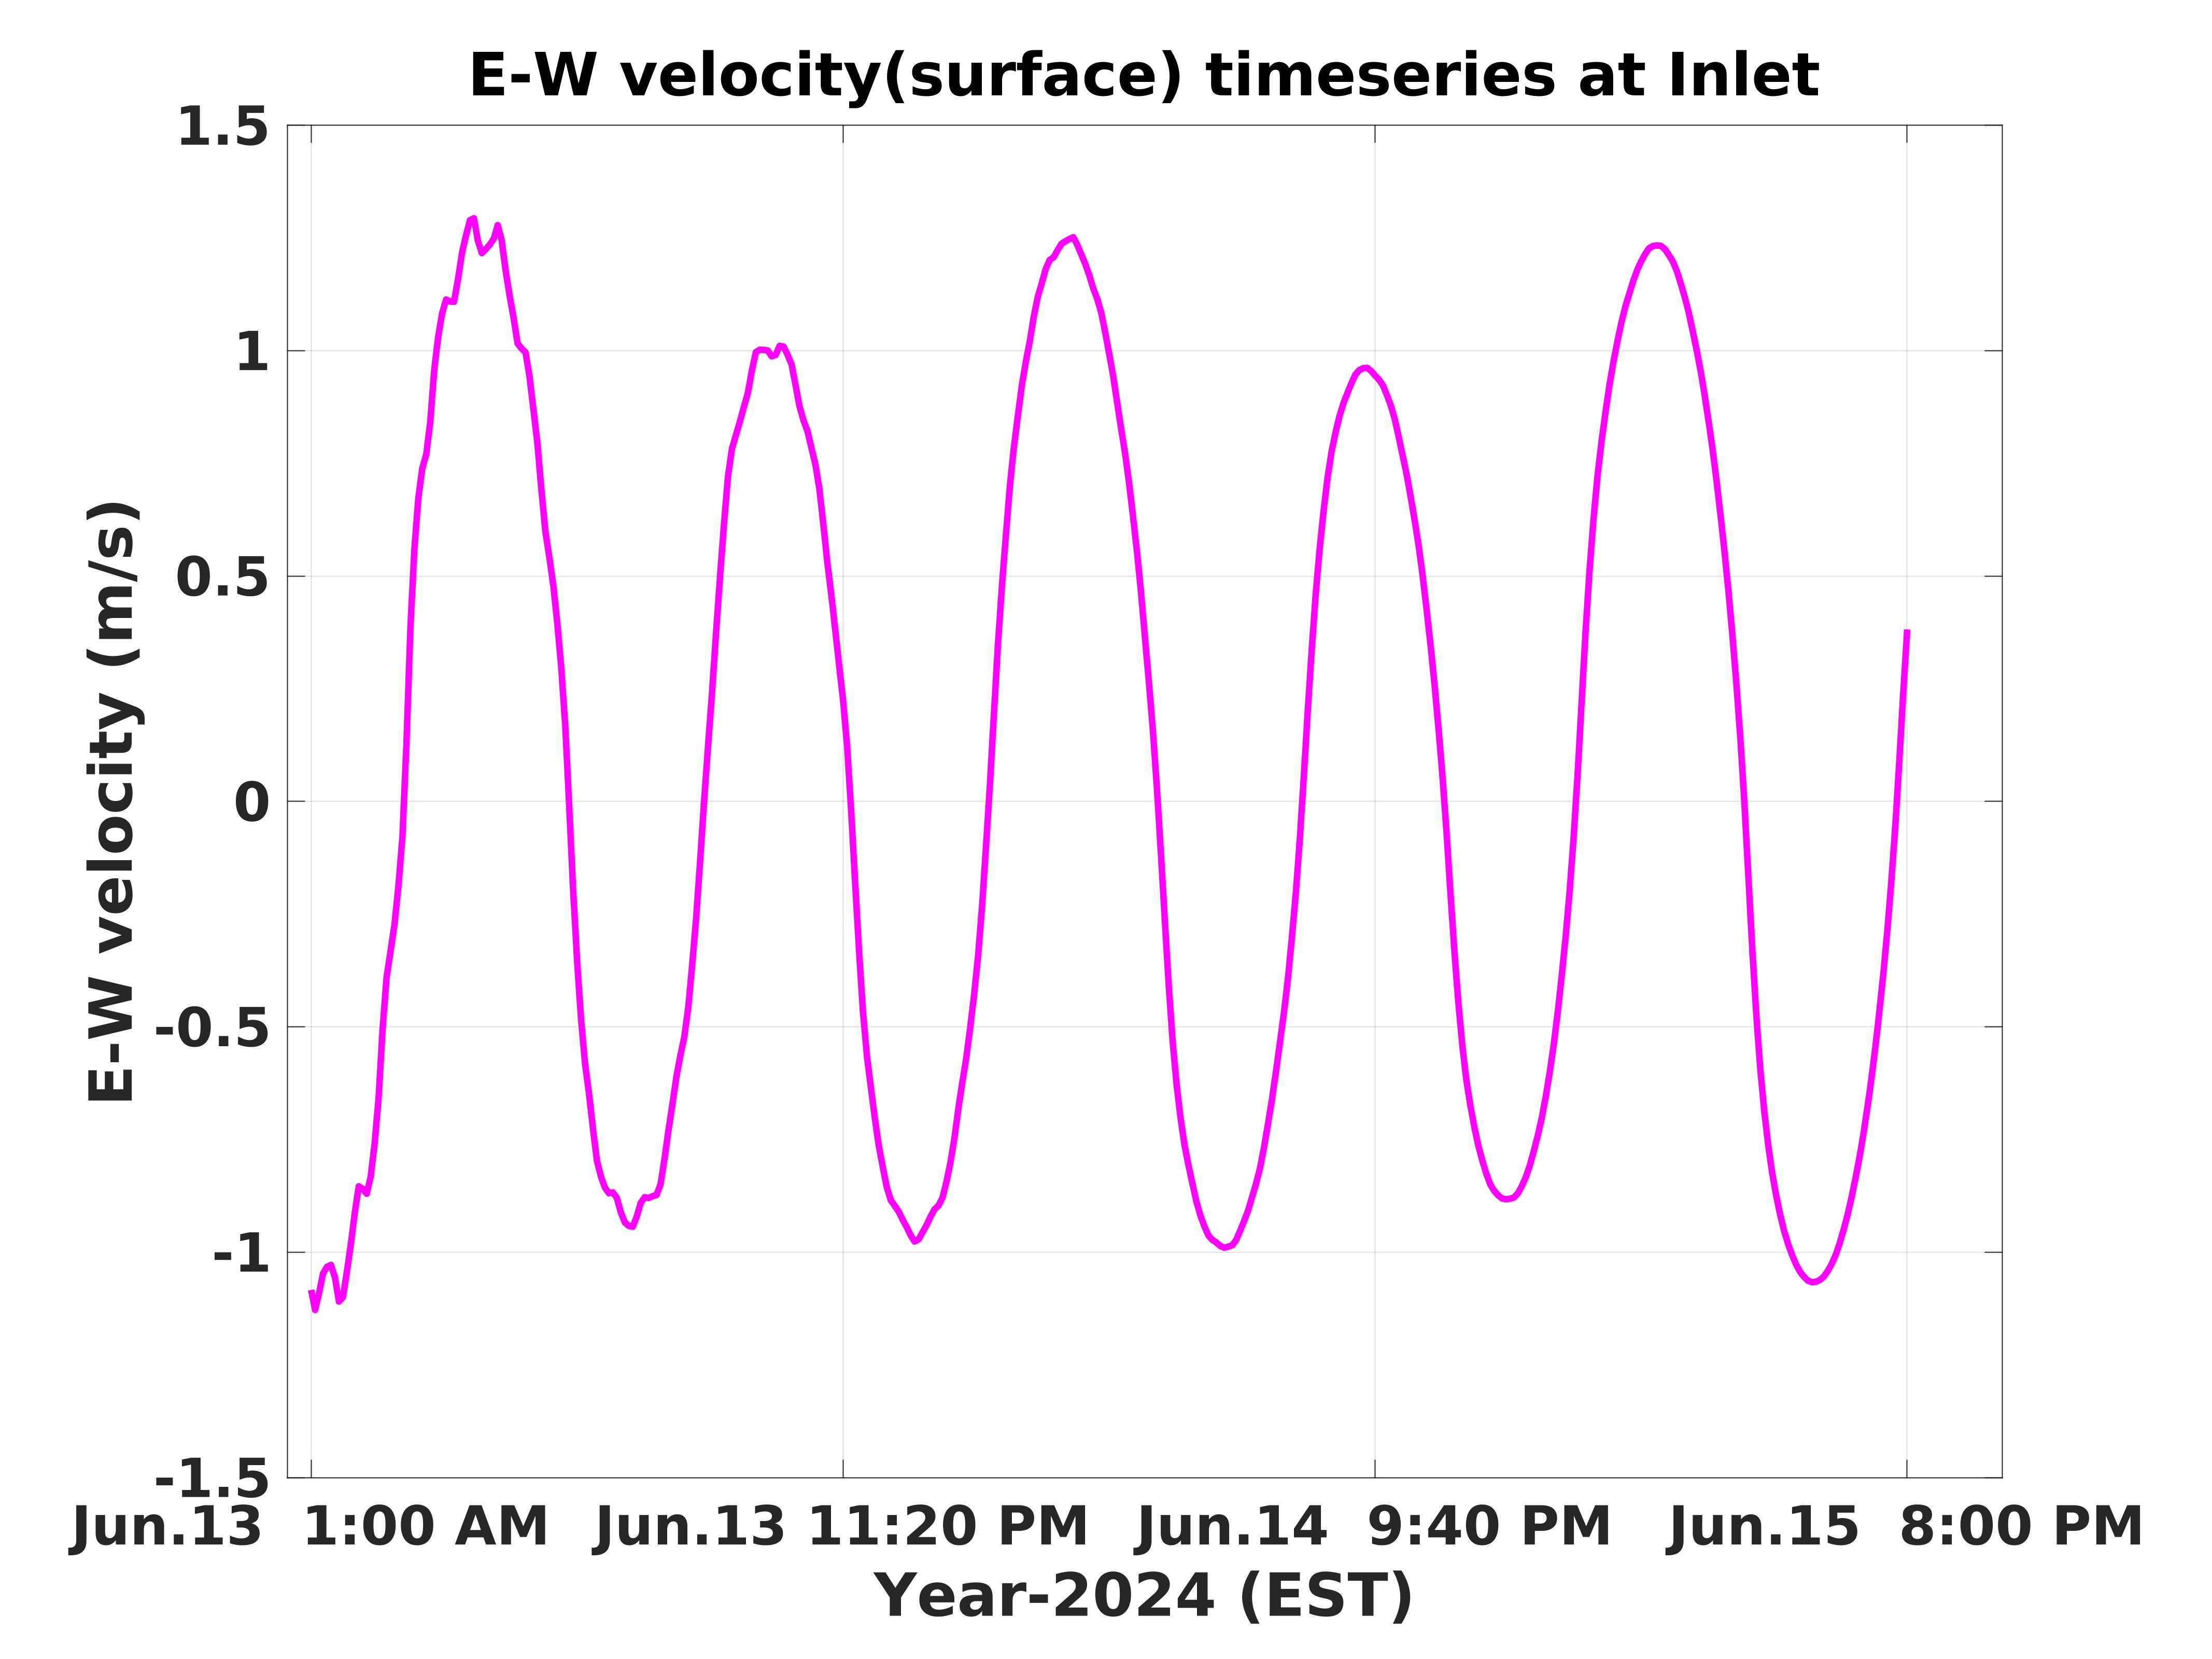 E-W velocity(surface) timeseries at Inlet
E-W velocity (m/s)
1.5
1
0.5
0
-0.5
-1
-1.5
Jun.13 1:00 AM Jun.13 11:20 PM Jun.14 9:40 PM Jun.15 8:00 PM
Year-2024 (EST)